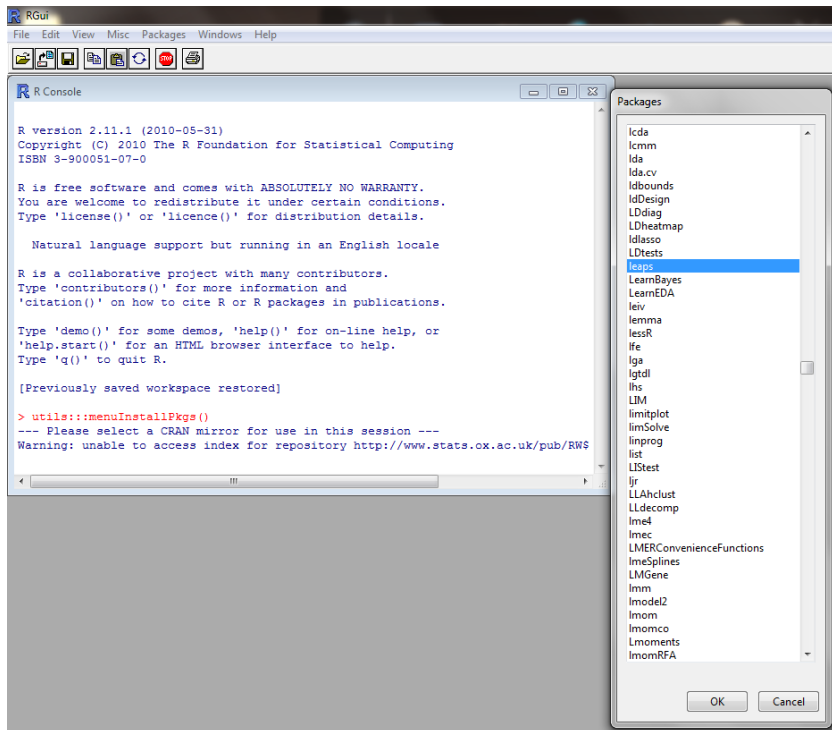 RGui
File Edit View Misc Packages Windows Help
STOP
R Console
R version 2.11.1 (2010-05-31)
Copyright (C) 2010 The R Foundation for Statistical Computing
ISBN 3-900051-07-0
R is free software and comes with ABSOLUTELY NO WARRANTY.
You are welcome to redistribute it under certain conditions.
Type 'license()' or 'licence()' for distribution details.
Natural language support but running in an English locale
R is a collaborative project with many contributors.
Type 'contributors()' for more information and
'citation()' on how to cite R or R packages in publications.
Type 'demo()' for some demos, 'help()' for on-line help, or
'help.start()' for an HTML browser interface to help.
Type 'q()' to quit R.
[Previously saved workspace restored]
> utils:::menuInstallPkgs()
--- Please select a CRAN mirror for use in this session ---
Warning: unable to access index for repository http://www.stats.ox.ac.uk/pub/RW$
Packages
lcda
lcmm
lda
lda.cv
ldbounds
ldDesign
LDdiag
LDheatmap
ldlasso
LDtests
leaps
LearnBayes
LearnEDA
leiv
lemma
lessR
lfe
lga
lgtdl
lhs
LIM
limitplot
limSolve
linprog
list
LIStest
ljr
LLAhclust
LLdecomp
lme4
lmec
LMERConvenienceFunctions
lmeSplines
LMGene
lmm
lmodel2
lmom
lmomco
Lmoments
lmomRFA
OK Cancel